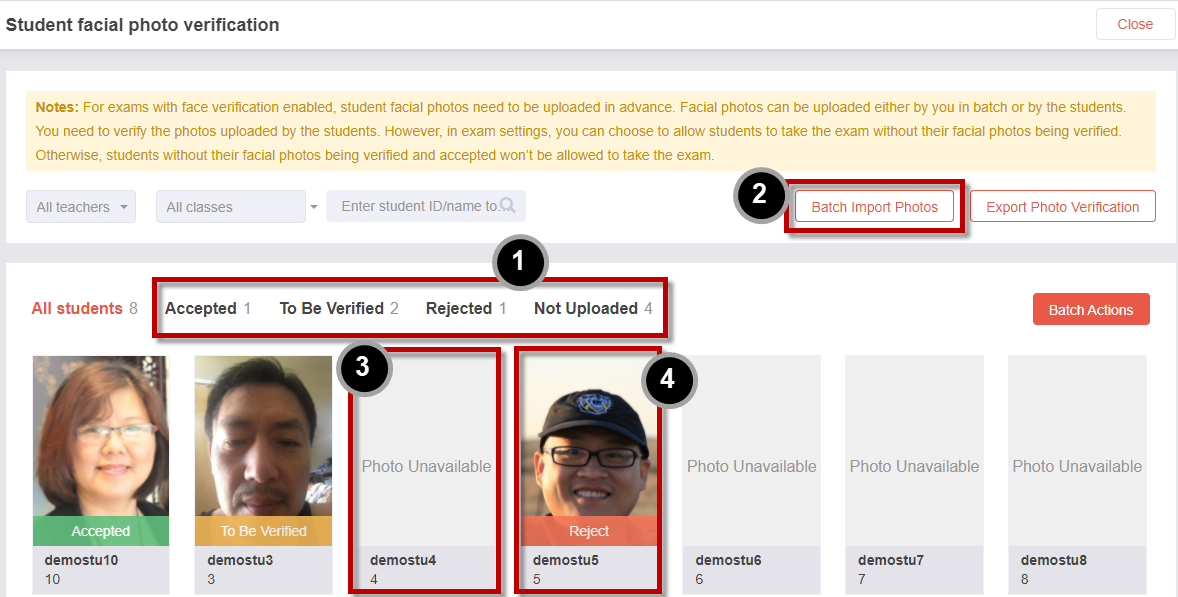 Student facial photo verification
Close
Notes: For exams with face verification enabled, student facial photos need to be uploaded in advance. Facial photos can be uploaded either by you in batch or by the students.
You need to verify the photos uploaded by the students. However, in exam settings, you can choose to allow students to take the exam without their facial photos being verified.
Otherwise, students without their facial photos being verified and accepted won't be allowed to take the exam.
All teachers
All classes
Enter student ID/name to...
2
Batch Import Photos
Export Photo Verification
1
All students 8
Accepted 1
To Be Verified 2
Rejected 1
Not Uploaded 4
Batch Actions
3
4
Accepted
demostu10
10
To Be Verified
demostu3
3
Photo Unavailable
demostu4
4
Reject
demostu5
5
Photo Unavailable
demostu6
6
Photo Unavailable
demostu7
7
Photo Unavailable
demostu8
8